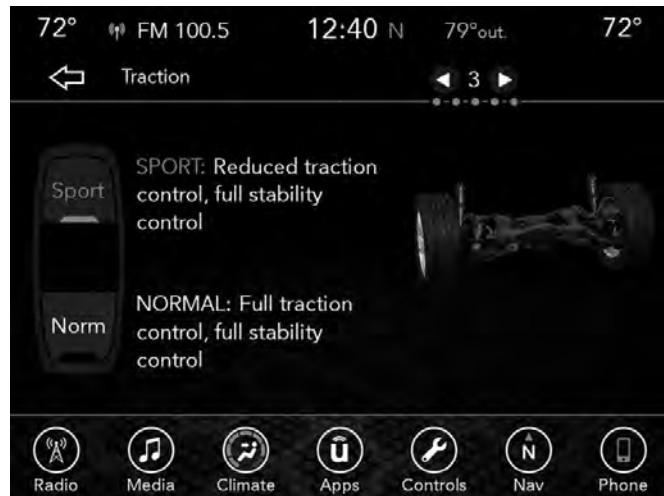 72° FM 100.5 12:40 N 79°out. 72°
Traction 3
Sport
SPORT: Reduced traction
control, full stability
control
Norm
NORMAL: Full traction
control, full stability
control
Radio Media Climate û Apps Controls N Nav Phone